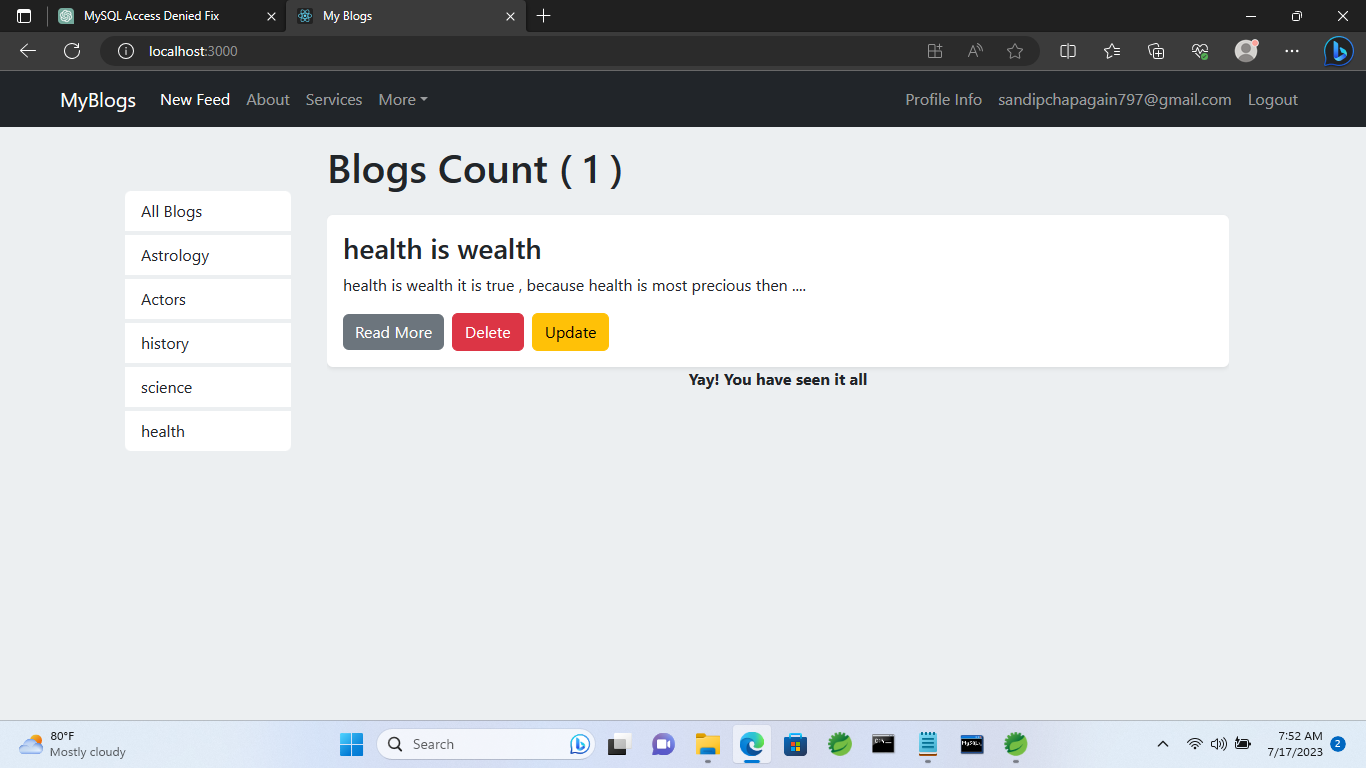 MySQL Access Denied Fix
My Blogs
localhost:3000
MyBlogs New Feed About Services More Profile Info sandipchapagain797@gmail.com Logout
Blogs Count ( 1 )
All Blogs
Astrology
Actors
history
science
health
health is wealth
health is wealth it is true , because health is most precious then ....
Read More Delete Update
Yay! You have seen it all
80°F
Mostly cloudy
Search
7:52 AM
7/17/2023
2